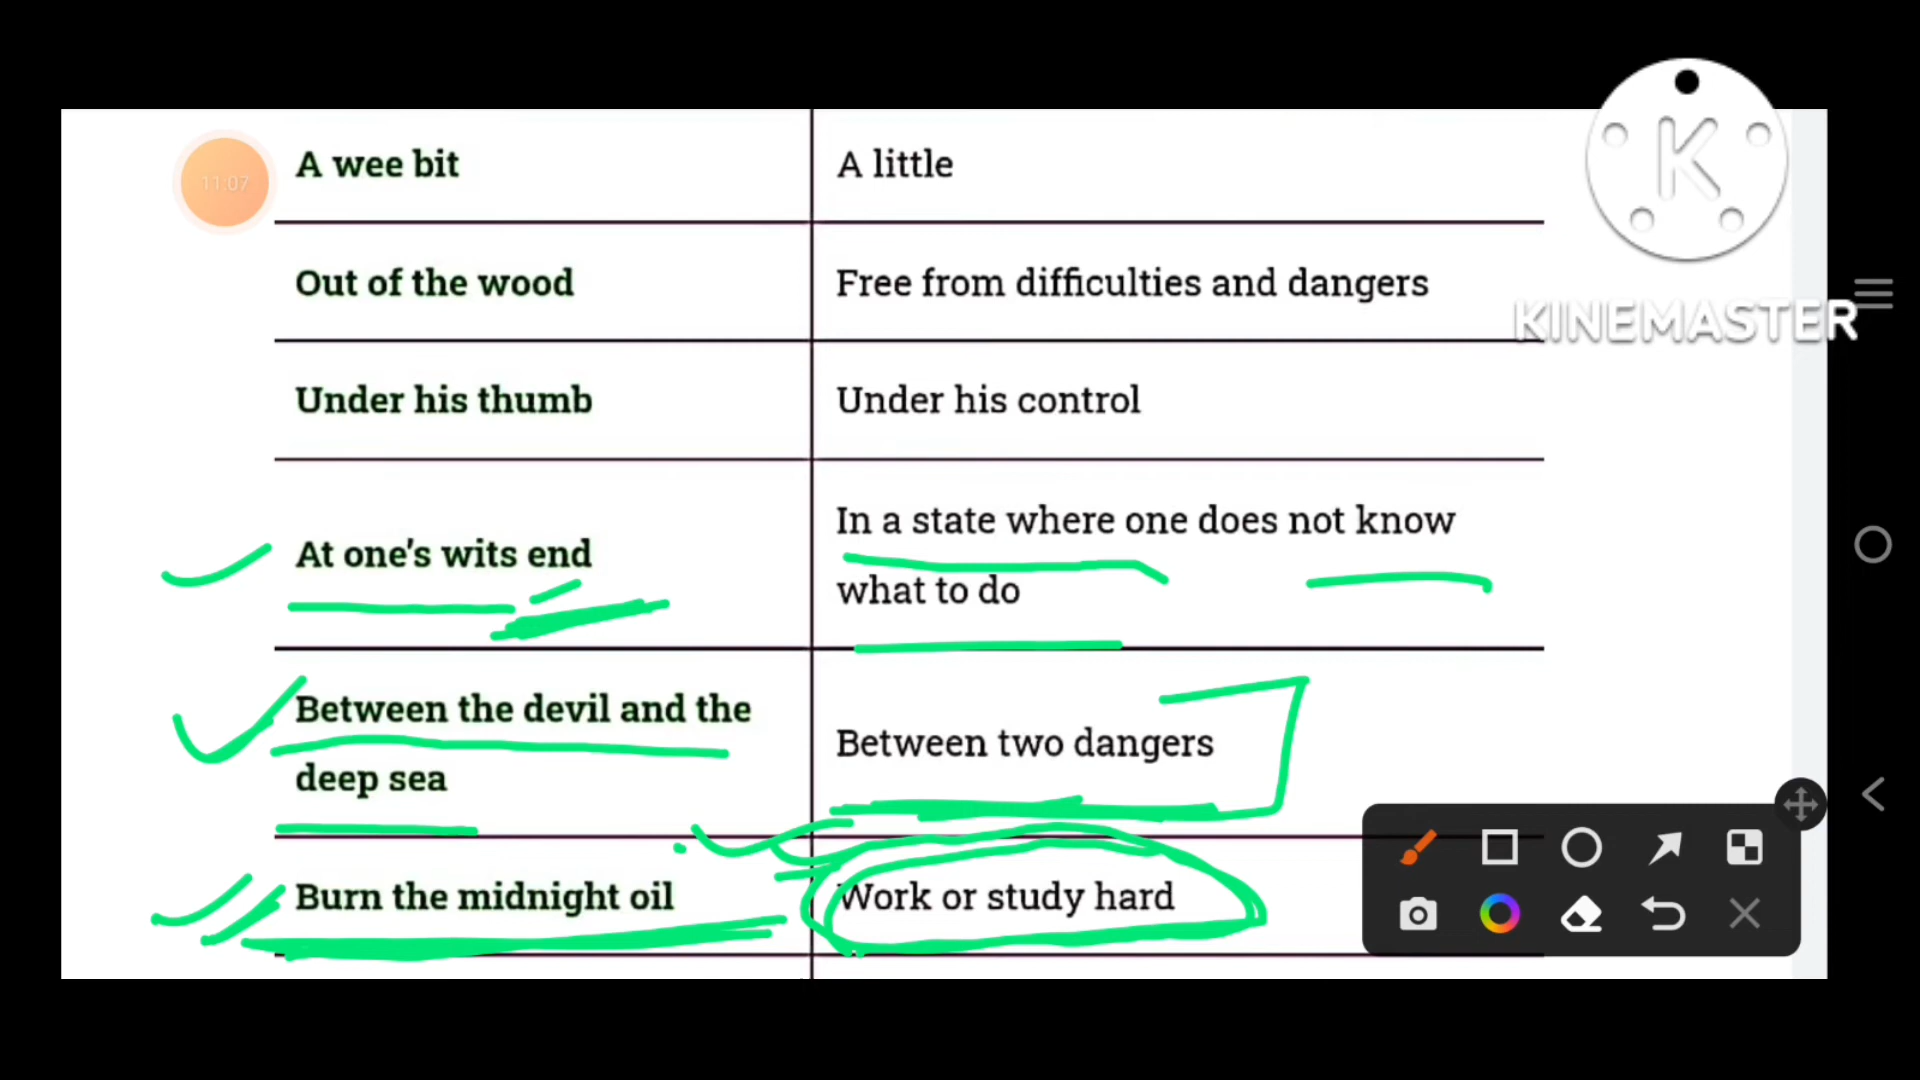 11.07
A wee bit
A little
Out of the wood
Free from difficulties and dangers
Under his thumb
Under his control
At one's wits end
In a state where one does not know
what to do
Between the devil and the
deep sea
Between two dangers
Burn the midnight oil
Work or study hard
K
KINEMASTER